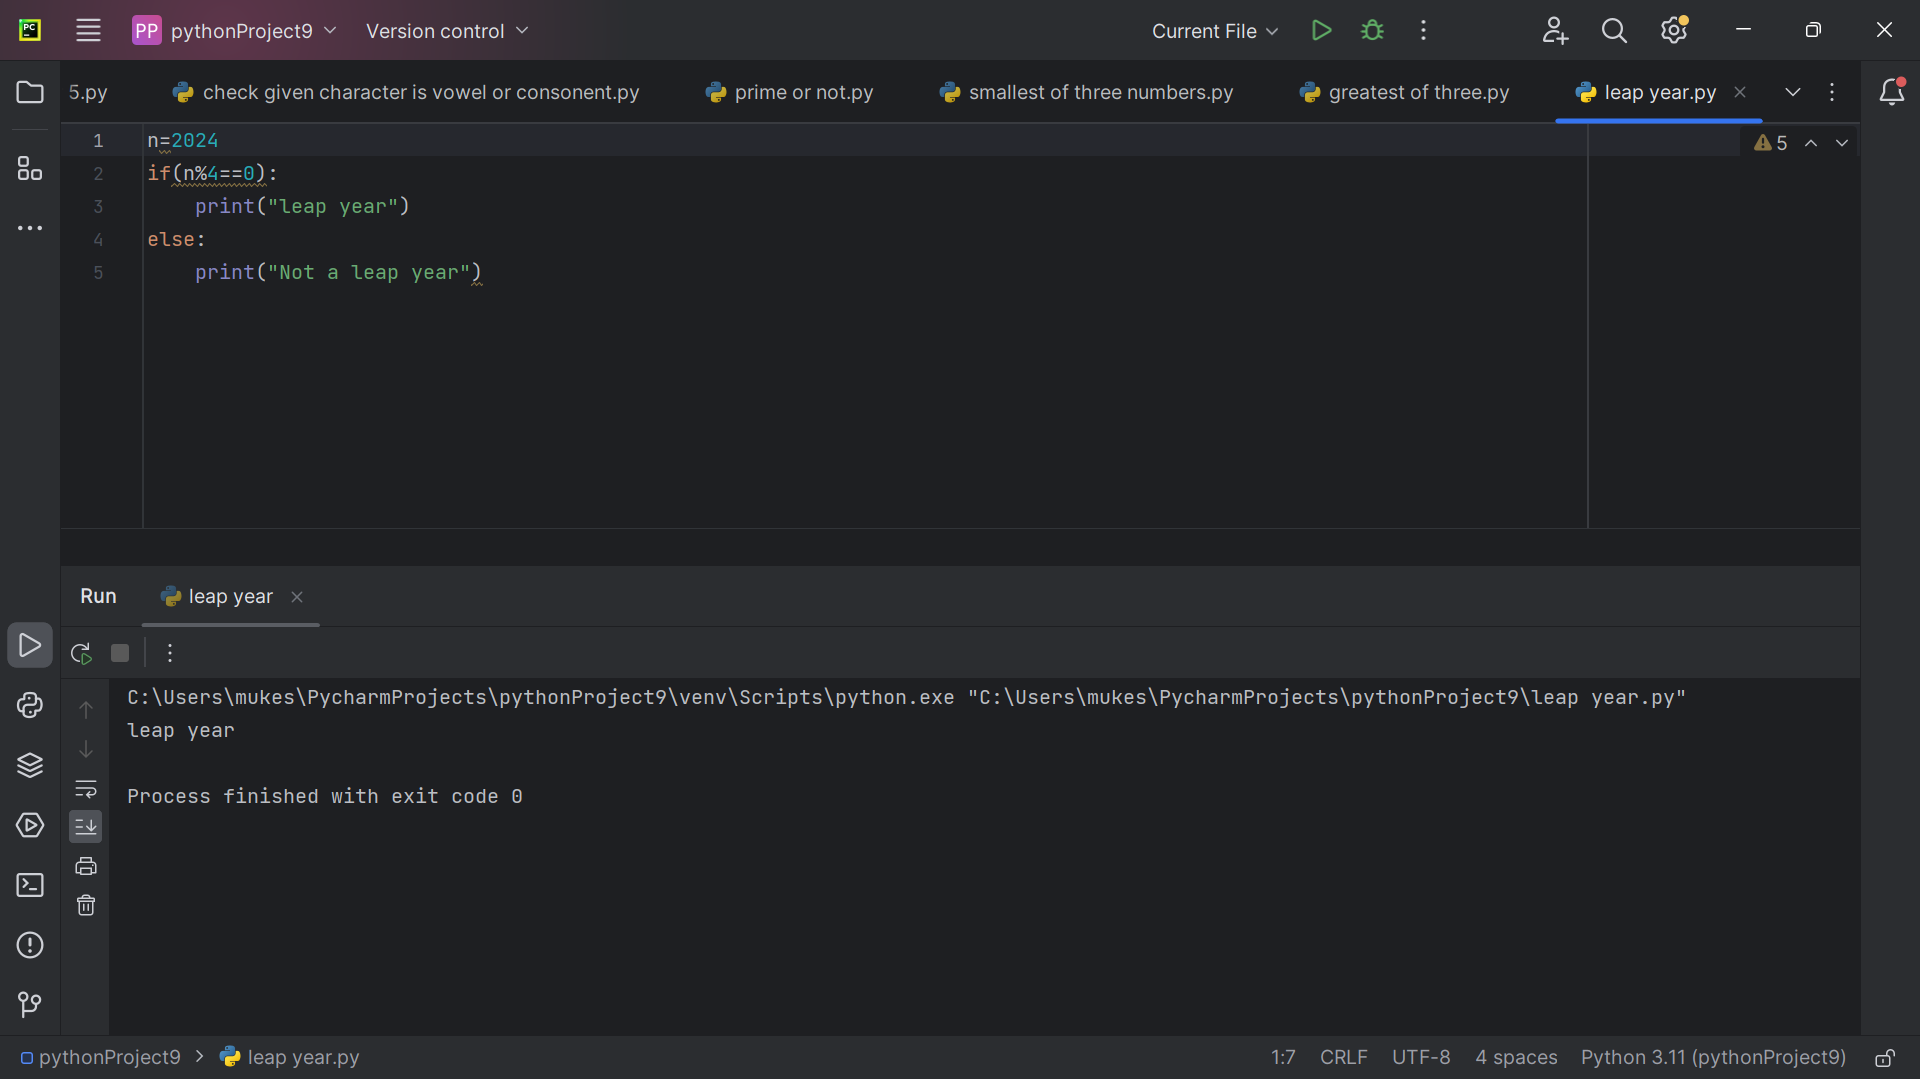 PC
PP pythonProject9 Version control Current File
5.py check given character is vowel or consonent.py prime or not.py smallest of three numbers.py greatest of three.py leap year.py
1 n=2024 5
2 if(n%4==0):
3 print("leap year")
4 else:
5 print("Not a leap year")
Run leap year
C:\Users\mukes\PycharmProjects\pythonProject9\venv\Scripts\python.exe "C:\Users\mukes\PycharmProjects\pythonProject9\leap year.py"
leap year
Process finished with exit code 0
pythonProject9 > leap year.py 1:7 CRLF UTF-8 4 spaces Python 3.11 (pythonProject9)